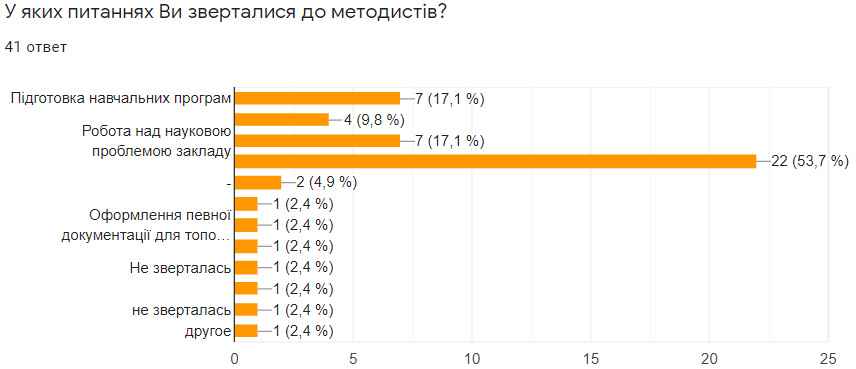 У яких питаннях Ви зверталися до методистів?
41 ответ
Підготовка навчальних програм
7 (17,1 %)
4 (9,8 %)
Робота над науковою
проблемою закладу
7 (17,1 %)
22 (53,7 %)
-
2 (4,9 %)
1 (2,4 %)
Оформлення певної
документації для топо...
1 (2,4 %)
1 (2,4 %)
Не зверталась
1 (2,4 %)
1 (2,4 %)
не зверталась
1 (2,4 %)
другое
1 (2,4 %)
0 5 10 15 20 25